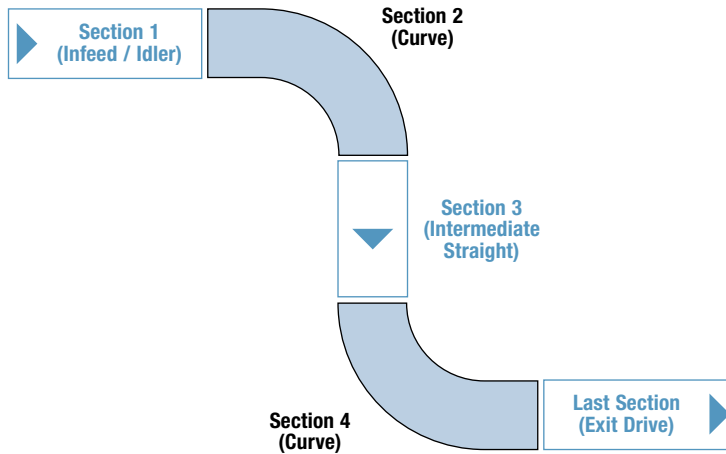 Section 1
(Infeed / Idler)
Section 2
(Curve)
Section 3
(Intermediate
Straight)
Section 4
(Curve)
Last Section
(Exit Drive)